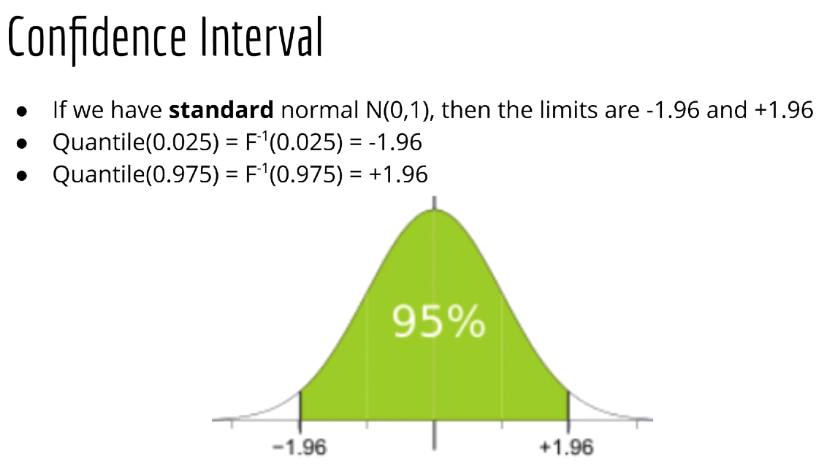 Confidence Interval
● If we have standard normal N(0,1), then the limits are -1.96 and +1.96
● Quantile(0.025) = F⁻¹(0.025) = -1.96
● Quantile(0.975) = F⁻¹(0.975) = +1.96
95%
−1.96 +1.96